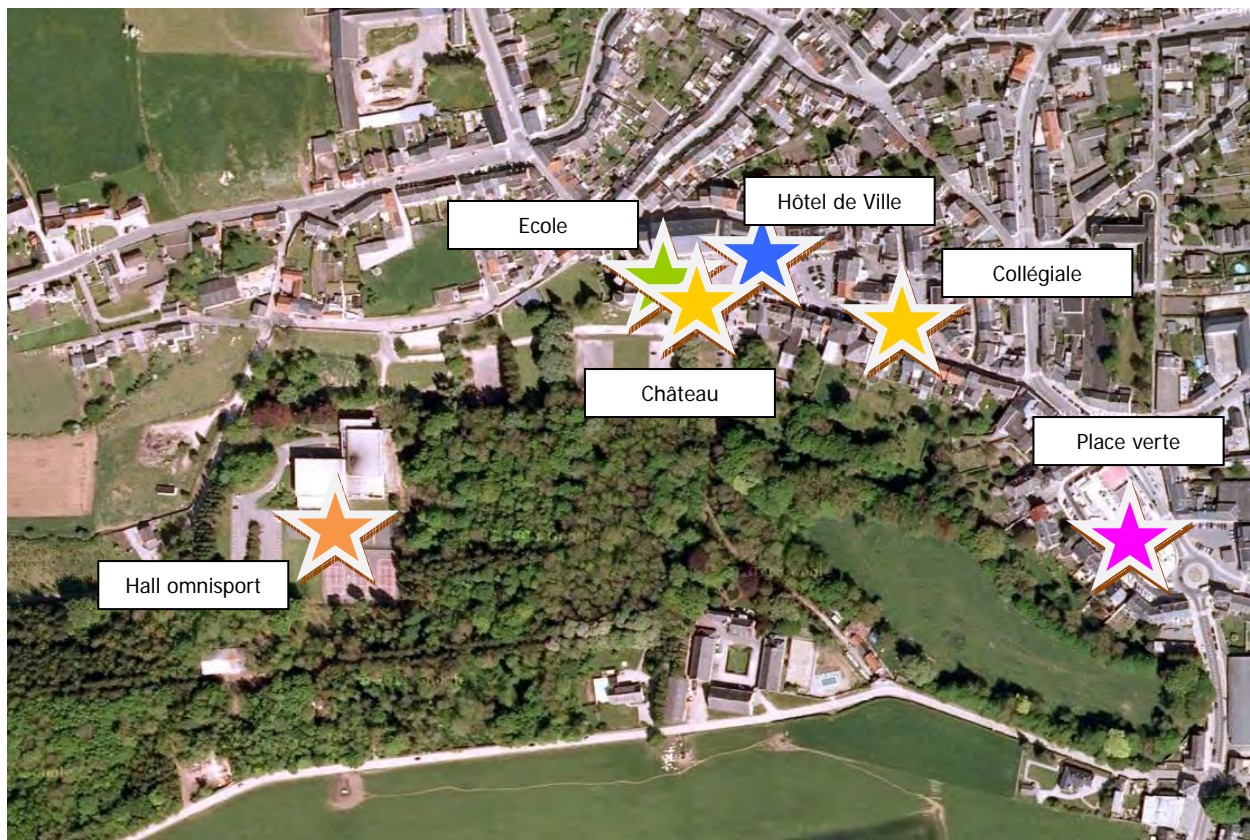 Hôtel de Ville
Ecole
Collégiale
Château
Place verte
Hall omnisport